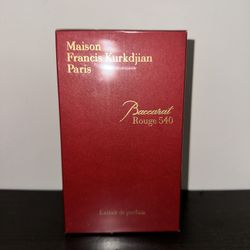 Maison
Francis Kurkdjian
Paris
Baccarat
Rouge 540
Extrait de parfum